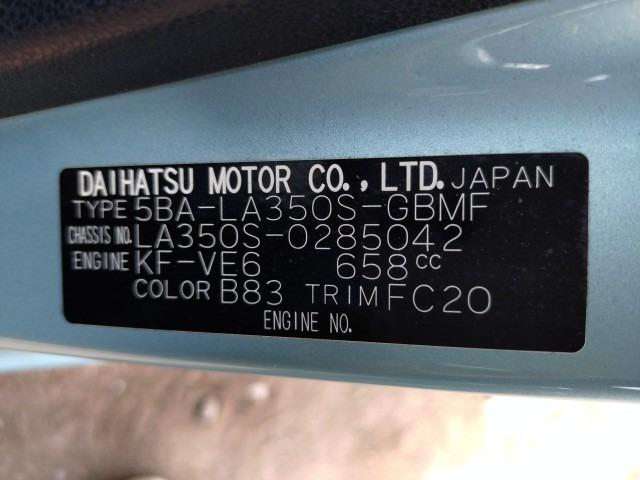 DAIHATSU MOTOR CO., LTD. JAPAN
TYPE 5BA-LA350S-GBMF
CHASSIS NO. LA350S-0285042
ENGINE KF-VE6 658cc
COLOR B83 TRIM FC20
ENGINE NO.